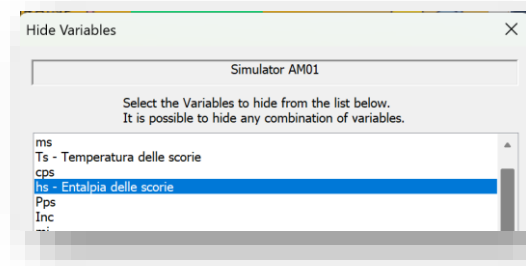 Hide Variables
Simulator AM01
Select the Variables to hide from the list below.
It is possible to hide any combination of variables.
ms
Ts - Temperatura delle scorie
cps
hs - Entalpia delle scorie
Pps
Inc